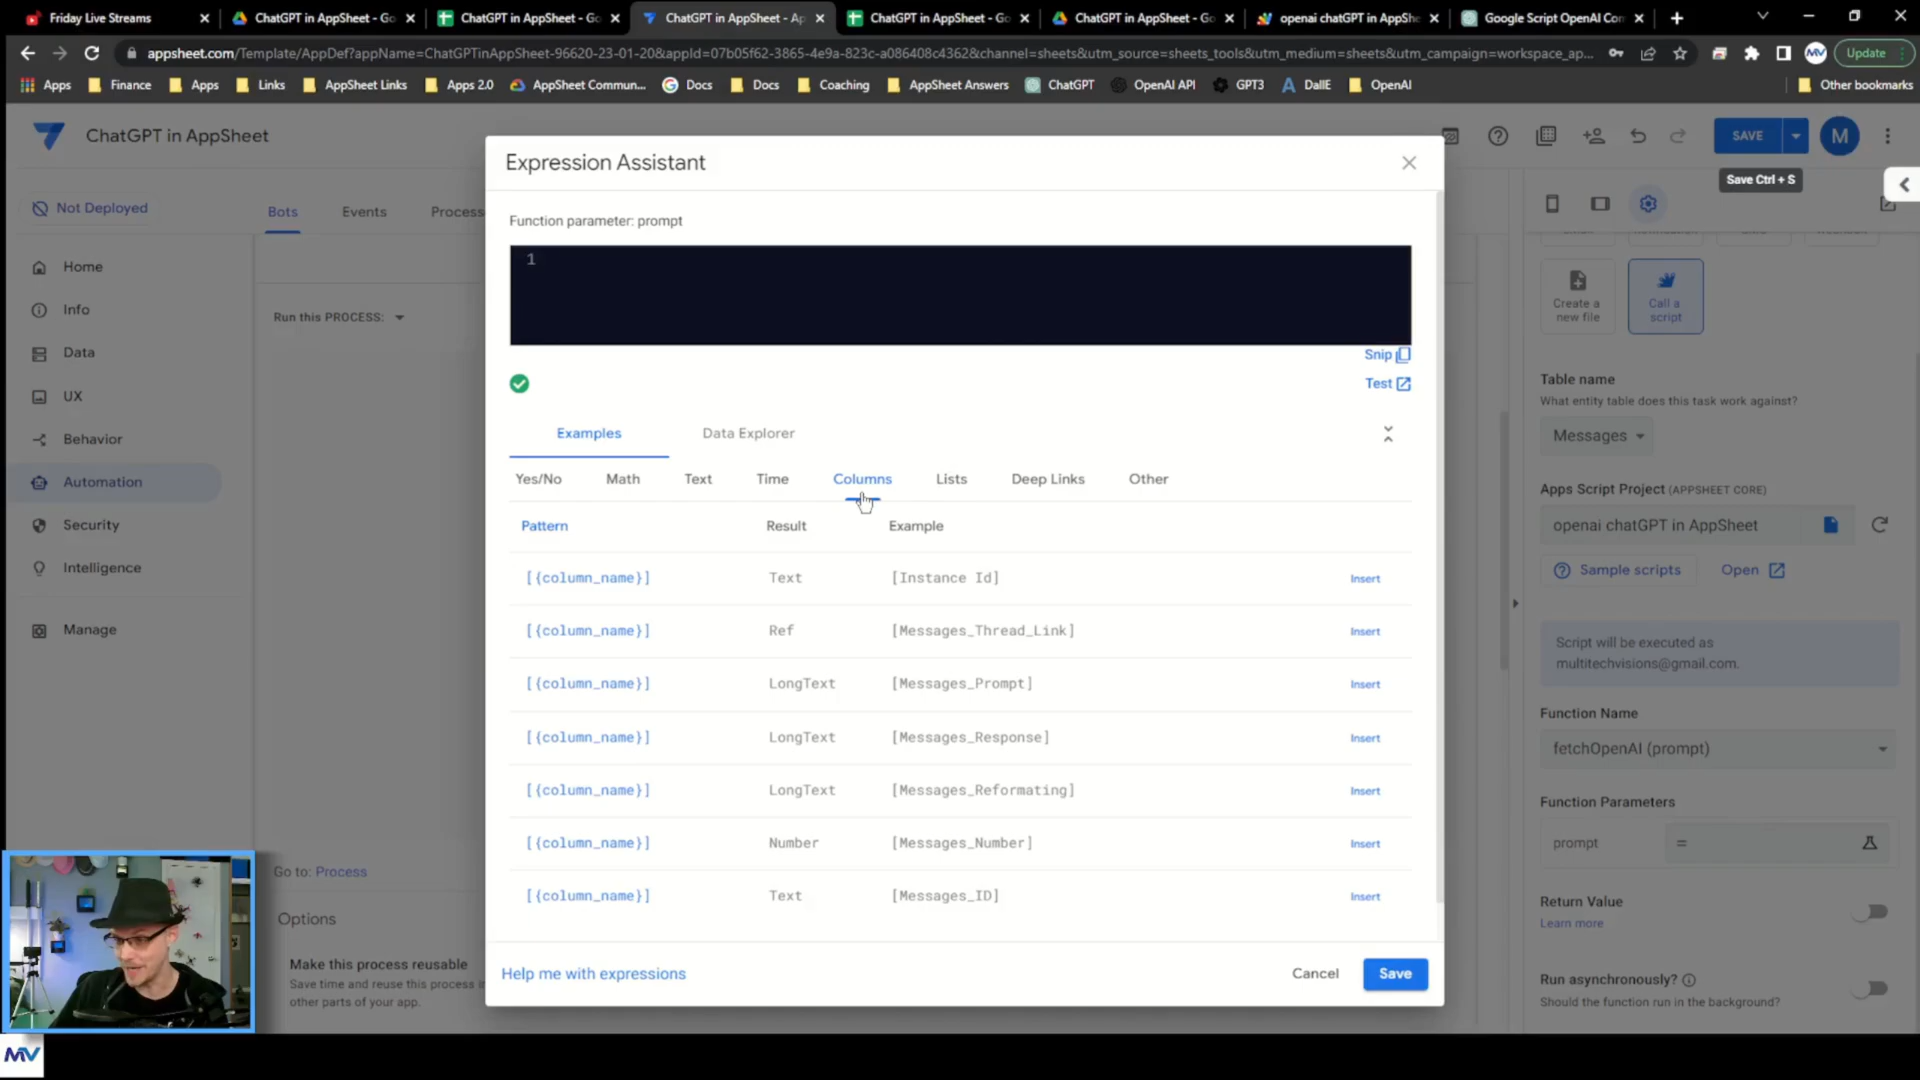 Friday Live Streams
ChatGPT in AppSheet - Go
ChatGPT in AppSheet - Go
ChatGPT in AppSheet - Ap
ChatGPT in AppSheet - Go
ChatGPT in AppSheet - Go
openai chatGPT in AppShe
Google Script OpenAI Con
appsheet.com/Template/AppDef?appName=ChatGPTinAppSheet-96620-23-01-20&appId=07b05f62-3865-4e9a-823c-a086408c4362&channel=sheets&utm_source=sheets_tools&utm_medium=sheets&utm_campaign=workspace_ap...
MV
Update
Apps
Finance
Apps
Links
AppSheet Links
Apps 2.0
AppSheet Commun...
Docs
Docs
Coaching
AppSheet Answers
ChatGPT
OpenAI API
GPT3
DallE
OpenAI
Other bookmarks
ChatGPT in AppSheet
SAVE
M
Save Ctrl + S
Not Deployed
Bots
Events
Process
Home
Info
Data
UX
Behavior
Automation
Security
Intelligence
Manage
Run this PROCESS:
Go to: Process
Options
Make this process reusable
Save time and reuse this process i
other parts of your app.
Expression Assistant
Function parameter: prompt
1
Snip
Test
Examples
Data Explorer
Yes/No
Math
Text
Time
Columns
Lists
Deep Links
Other
Pattern
Result
Example
[{column_name}]
Text
[Instance Id]
Insert
[{column_name}]
Ref
[Messages_Thread_Link]
Insert
[{column_name}]
LongText
[Messages_Prompt]
Insert
[{column_name}]
LongText
[Messages_Response]
Insert
[{column_name}]
LongText
[Messages_Reformating]
Insert
[{column_name}]
Number
[Messages_Number]
Insert
[{column_name}]
Text
[Messages_ID]
Insert
Help me with expressions
Cancel
Save
Create a
new file
Call a
script
Table name
What entity table does this task work against?
Messages
Apps Script Project (APPSHEET CORE)
openai chatGPT in AppSheet
Sample scripts
Open
Script will be executed as
multitechvisions@gmail.com.
Function Name
fetchOpenAI (prompt)
Function Parameters
prompt
=
Return Value
Learn more
Run asynchronously?
Should the function run in the background?
MV